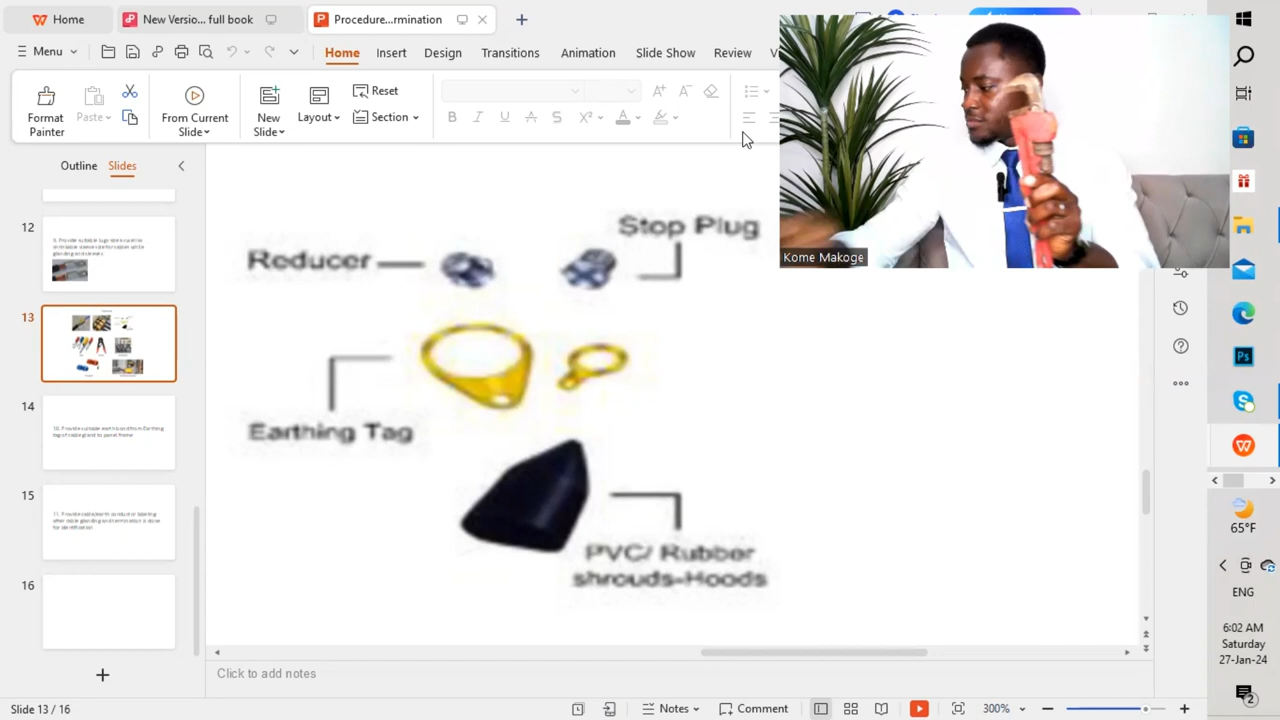 Home
New Verlene full book
Procedure...rmination
Menu
Home
Insert
Design
Transitions
Animation
Slide Show
Review
Format
Painter
Paste
From Current
Slide
New
Slide
Layout
Reset
Section
Outline
Slides
Kome Makoge
12
13
14
15
16
Reducer
Stop Plug
Earthing Tag
PVC/ Rubber
shrouds-Hoods
Click to add notes
65°F
ENG
6:02 AM
Saturday
27-Jan-24
2
Slide 13 / 16
Notes
Comment
300%